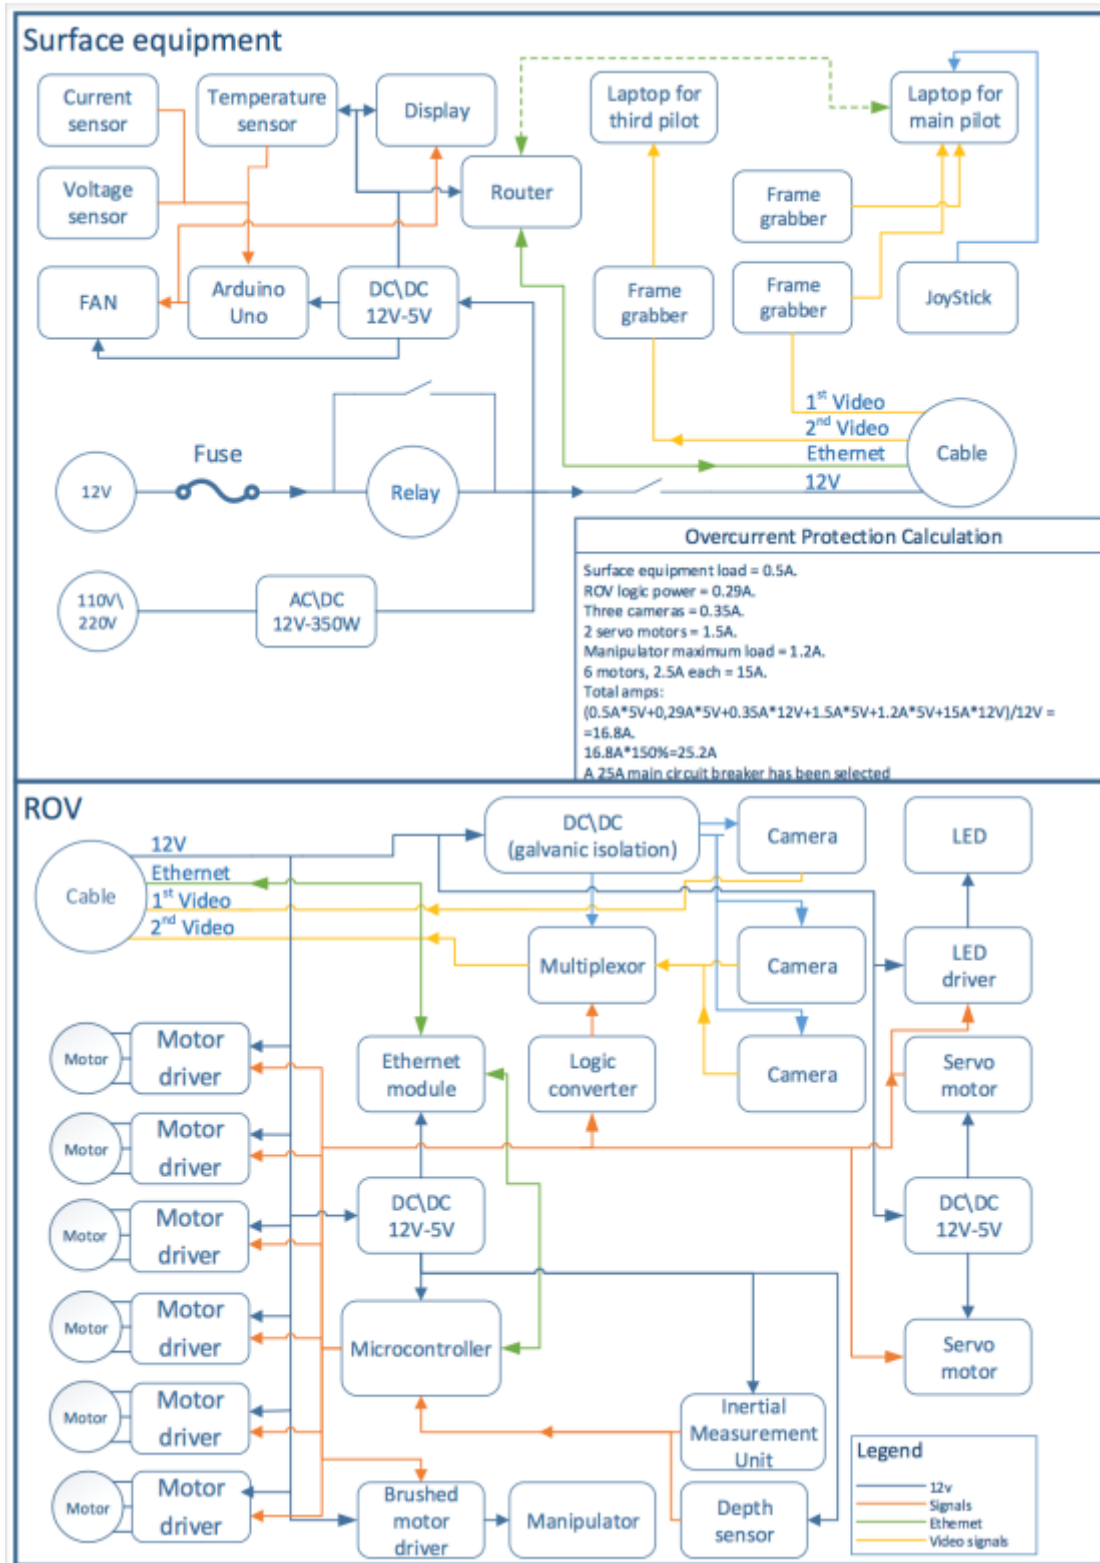 Surface equipment
Current
sensor
Temperature
sensor
Display
Laptop for
third pilot
Laptop for
main pilot
Voltage
sensor
Router
Frame
grabber
FAN
Arduino
Uno
DC\DC
12V-5V
Frame
grabber
Frame
grabber
JoyStick
1st Video
2nd Video
Ethernet
12V
Cable
Fuse
12V
Relay
110V\
220V
AC\DC
12V-350W
Overcurrent Protection Calculation
Surface equipment load = 0.5A.
ROV logic power = 0.29A.
Three cameras = 0.35A.
2 servo motors = 1.5A.
Manipulator maximum load = 1.2A.
6 motors, 2.5A each = 15A.
Total amps:
(0.5A*5V+0,29A*5V+0.35A*12V+1.5A*5V+1.2A*5V+15A*12V)/12V =
=16.8A.
16.8A*150%=25.2A
A 25A main circuit breaker has been selected
ROV
12V
Ethernet
1st Video
2nd Video
Cable
DC\DC
(galvanic isolation)
Camera
LED
Multiplexor
Camera
LED
driver
Motor
Motor
driver
Ethernet
module
Logic
converter
Camera
Servo
motor
Motor
Motor
driver
Motor
Motor
driver
DC\DC
12V-5V
DC\DC
12V-5V
Motor
Motor
driver
Microcontroller
Servo
motor
Motor
Motor
driver
Inertial
Measurement
Unit
Motor
Motor
driver
Brushed
motor
driver
Manipulator
Depth
sensor
Legend
12v
Signals
Ethernet
Video signals